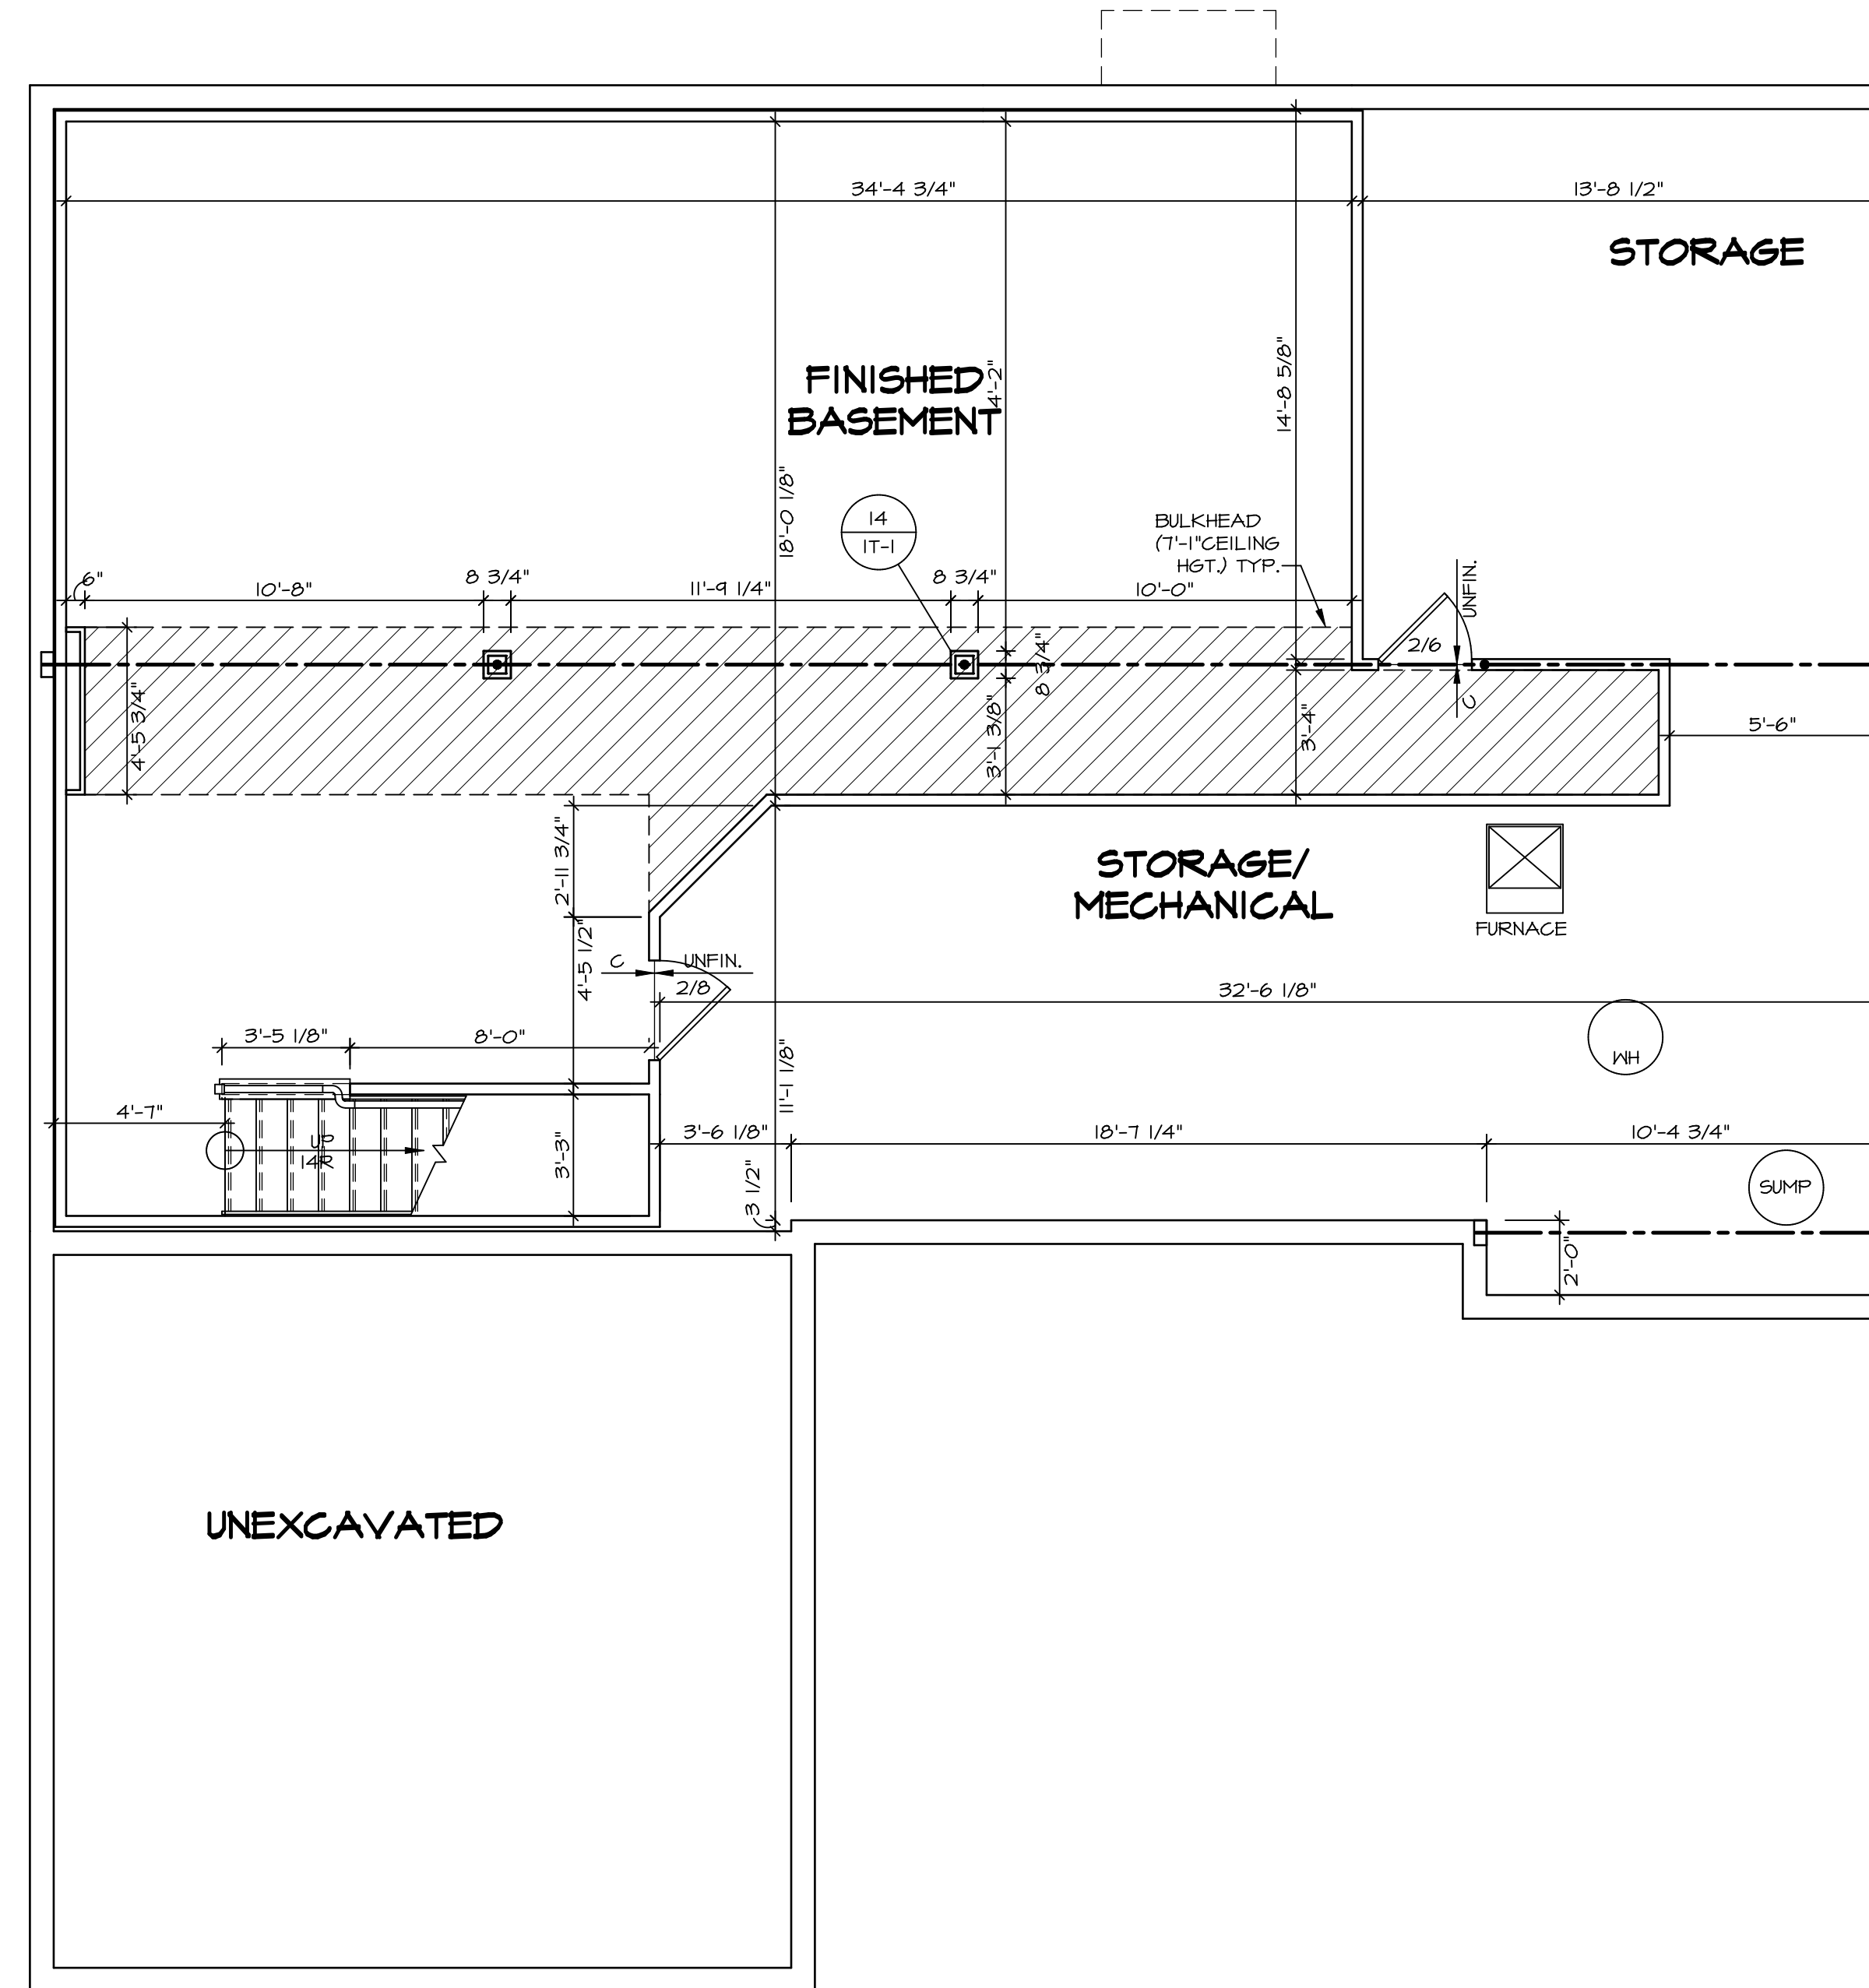 34'-4 3/4"
13'-8 1/2"
STORAGE
FINISHED
BASEMENT
4'-2"
14'-8 5/8"
18'-0 1/8"
14
1T-1
BULKHEAD
(7'-1"CEILING
HGT.) TYP.
6"
10'-8"
8 3/4"
11'-9 1/4"
8 3/4"
10'-0"
UNFIN.
2/6
C
4'-5 3/4"
8 3/4"
3'-1 3/8"
3'-4"
5'-6"
2'-11 3/4"
STORAGE/
MECHANICAL
FURNACE
4'-5 1/2"
C
UNFIN.
2/8
32'-6 1/8"
WH
3'-5 1/8"
8'-0"
11'-1 1/8"
4'-7"
UP
14R
3'-3"
3'-6 1/8"
18'-7 1/4"
10'-4 3/4"
3 1/2"
SUMP
2'-0"
UNEXCAVATED